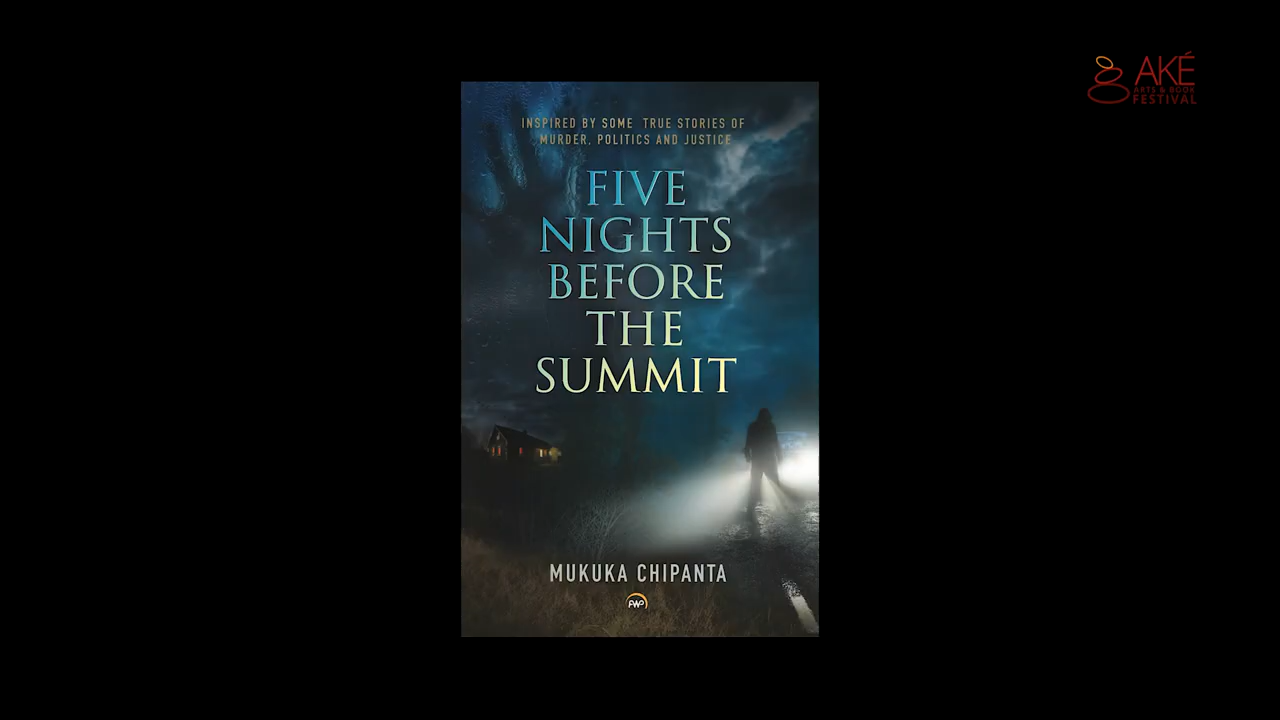 AKÉ
ARTS & BOOK
FESTIVAL
INSPIRED BY SOME TRUE STORIES OF
MURDER, POLITICS AND JUSTICE
FIVE
NIGHTS
BEFORE
THE
SUMMIT
MUKUKA CHIPANTA
AWP